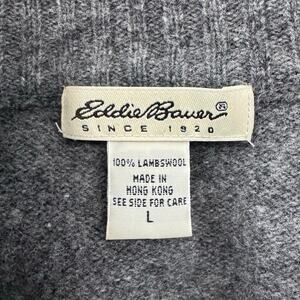 Eddie Bauer®
SINCE 1920
100% LAMBSWOOL
MADE IN
HONG KONG
SEE SIDE FOR CARE
L